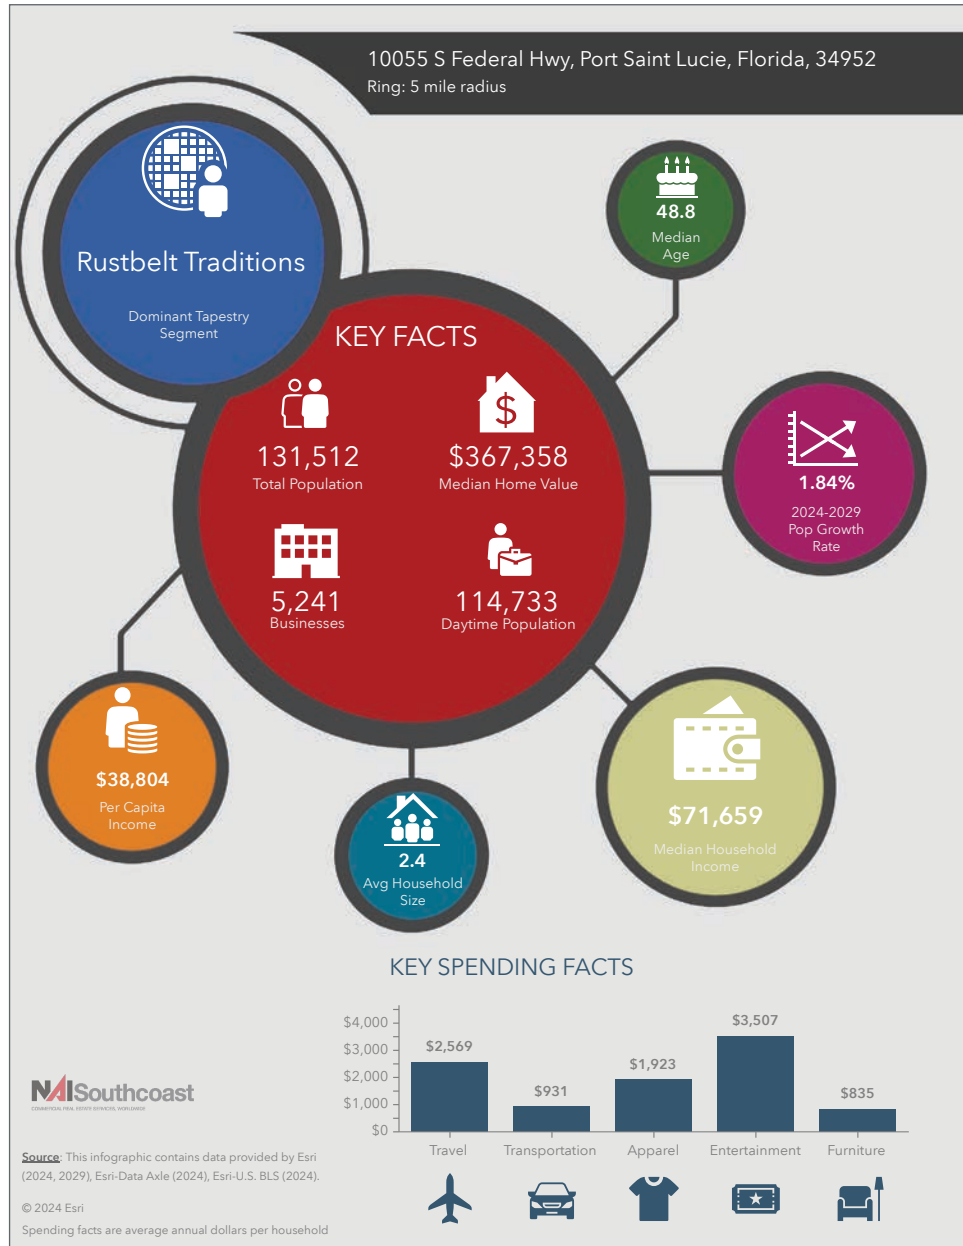 10055 S Federal Hwy, Port Saint Lucie, Florida, 34952
Ring: 5 mile radius
Rustbelt Traditions
Dominant Tapestry
Segment
48.8
Median
Age
KEY FACTS
$
131,512
Total Population
$367,358
Median Home Value
5,241
Businesses
114,733
Daytime Population
1.84%
2024-2029
Pop Growth
Rate
$38,804
Per Capita
Income
2.4
Avg Household
Size
$71,659
Median Household
Income
KEY SPENDING FACTS
$4,000
$3,000
$2,000
$1,000
$0
$2,569
$931
$1,923
$3,507
$835
Travel
Transportation
Apparel
Entertainment
Furniture
NAISouthcoast
COMMERCIAL REAL ESTATE SERVICES, WORLDWIDE
Source: This infographic contains data provided by Esri
(2024, 2029), Esri-Data Axle (2024), Esri-U.S. BLS (2024).
© 2024 Esri
Spending facts are average annual dollars per household